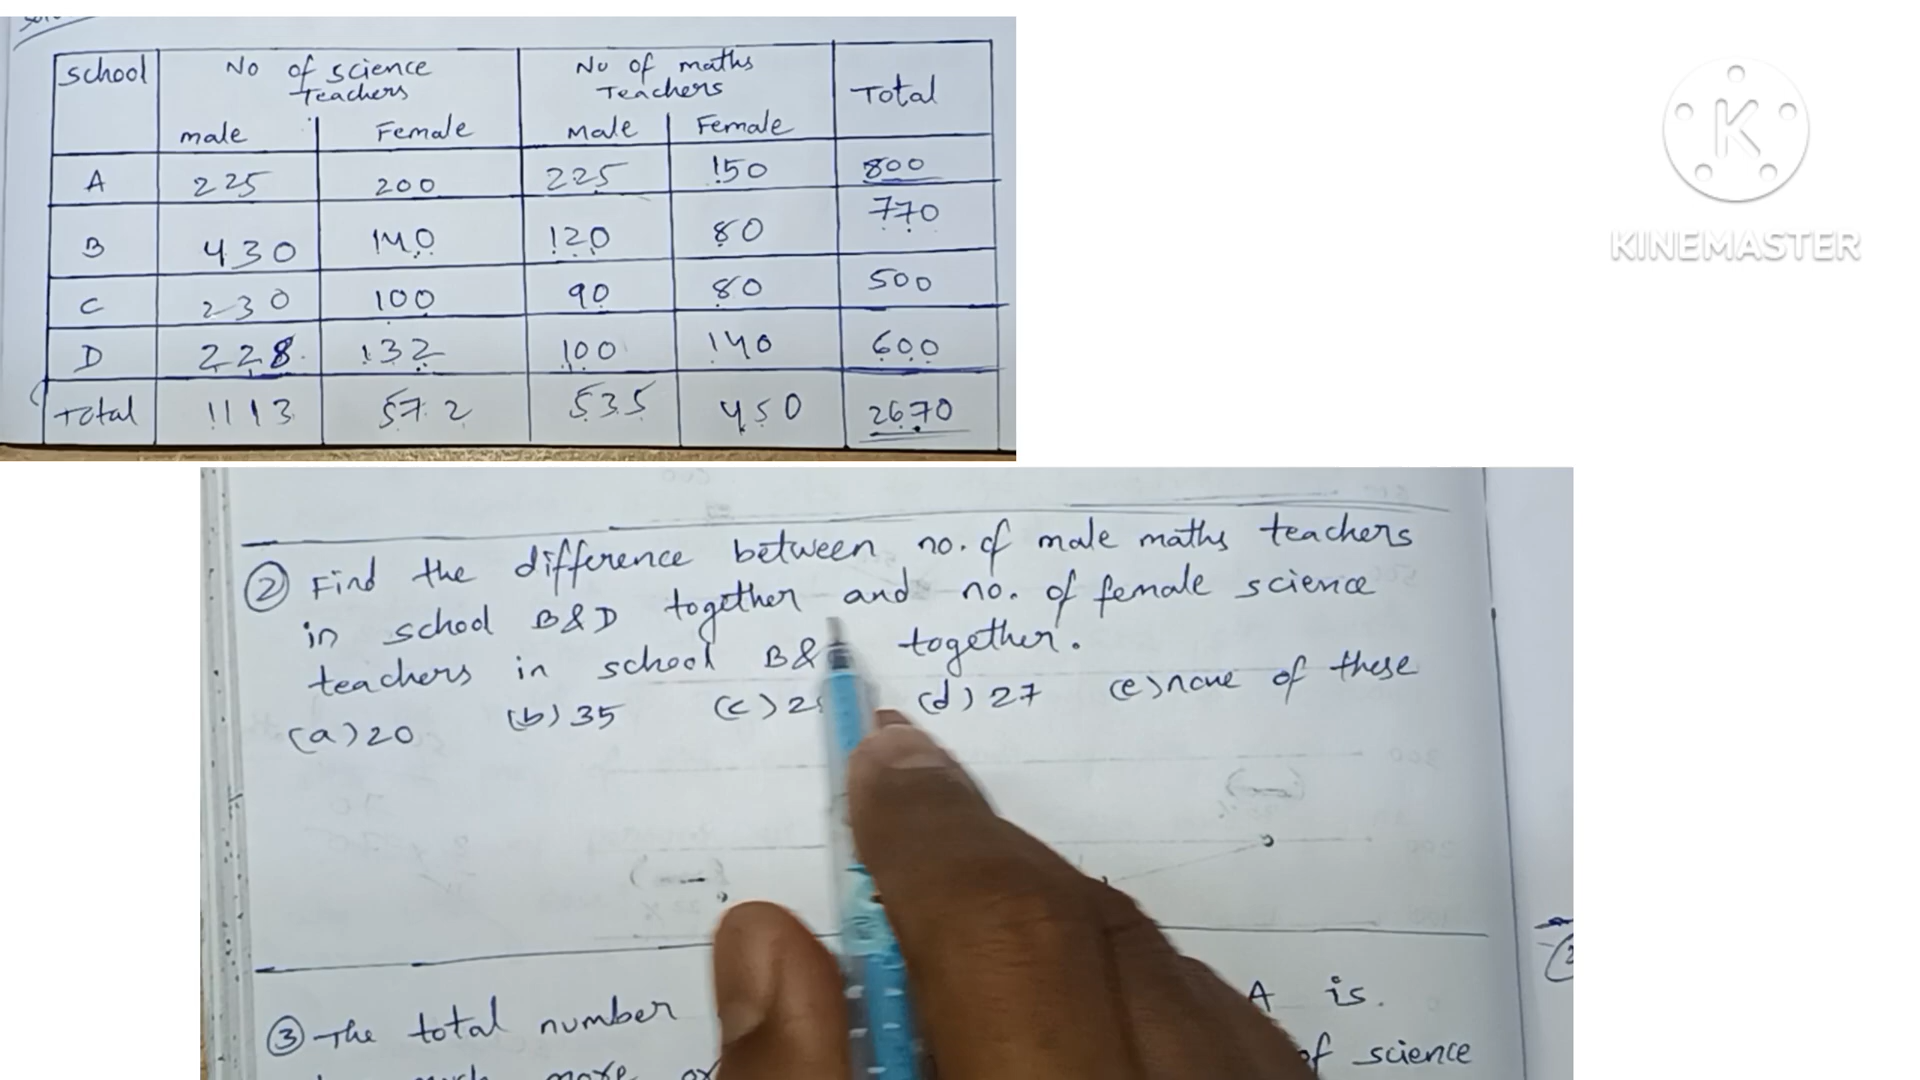 School No of science Teachers No of maths Teachers Total
male Female Male Female
A 225 200 225 150 800
B 430 140 120 80 770
C 230 100 90 80 500
D 228 132 100 140 600
Total 1113 572 535 450 2670
K
KINEMASTER
② Find the difference between no. of male maths teachers
in school B&D together and no. of female science
teachers in school B& together.
(a) 20 (b) 35 (c) (d) 27 (e) none of these
③ The total number A is.
more of science